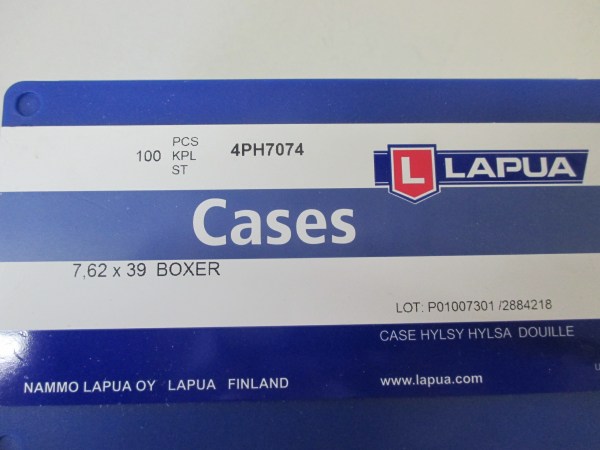 100 PCS KPL ST 4PH7074
L LAPUA
Cases
7,62 x 39 BOXER
LOT: P01007301 /2884218
CASE HYLSY HYLSA DOUILLE
NAMMO LAPUA OY LAPUA FINLAND www.lapua.com